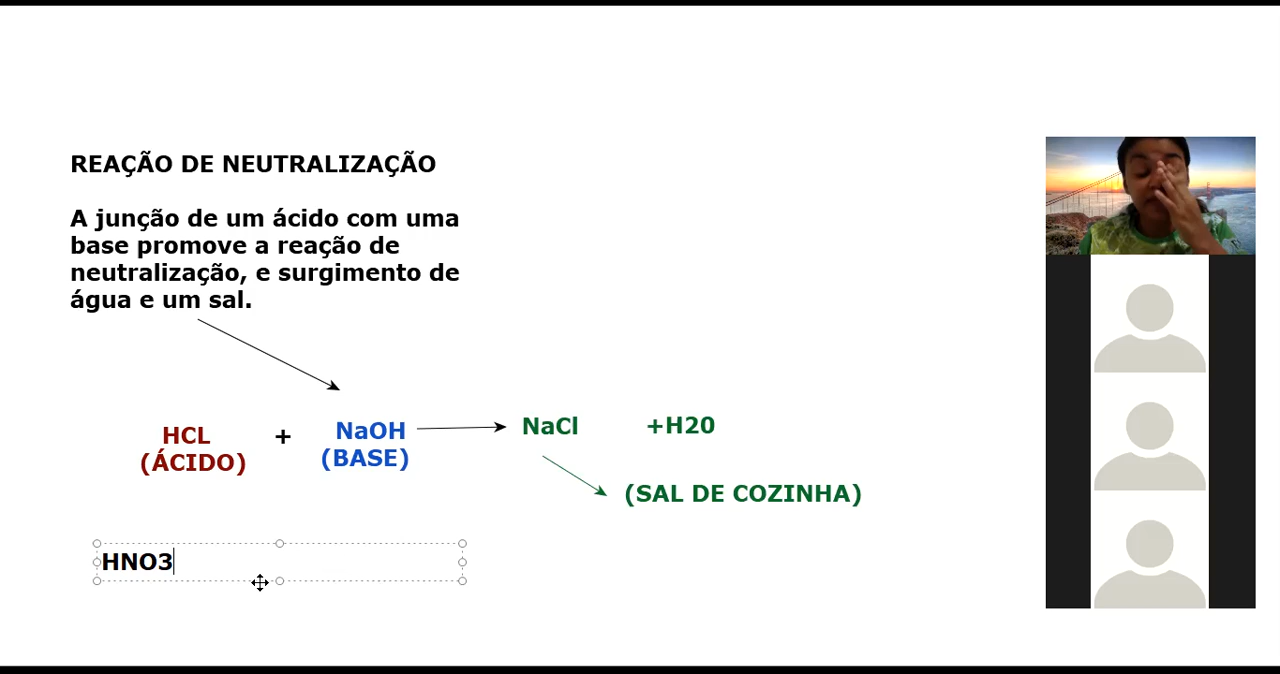 REAÇÃO DE NEUTRALIZAÇÃO
A junção de um ácido com uma
base promove a reação de
neutralização, e surgimento de
água e um sal.
HCL + NaOH NaCl +H20
(ÁCIDO) (BASE)
(SAL DE COZINHA)
HNO3